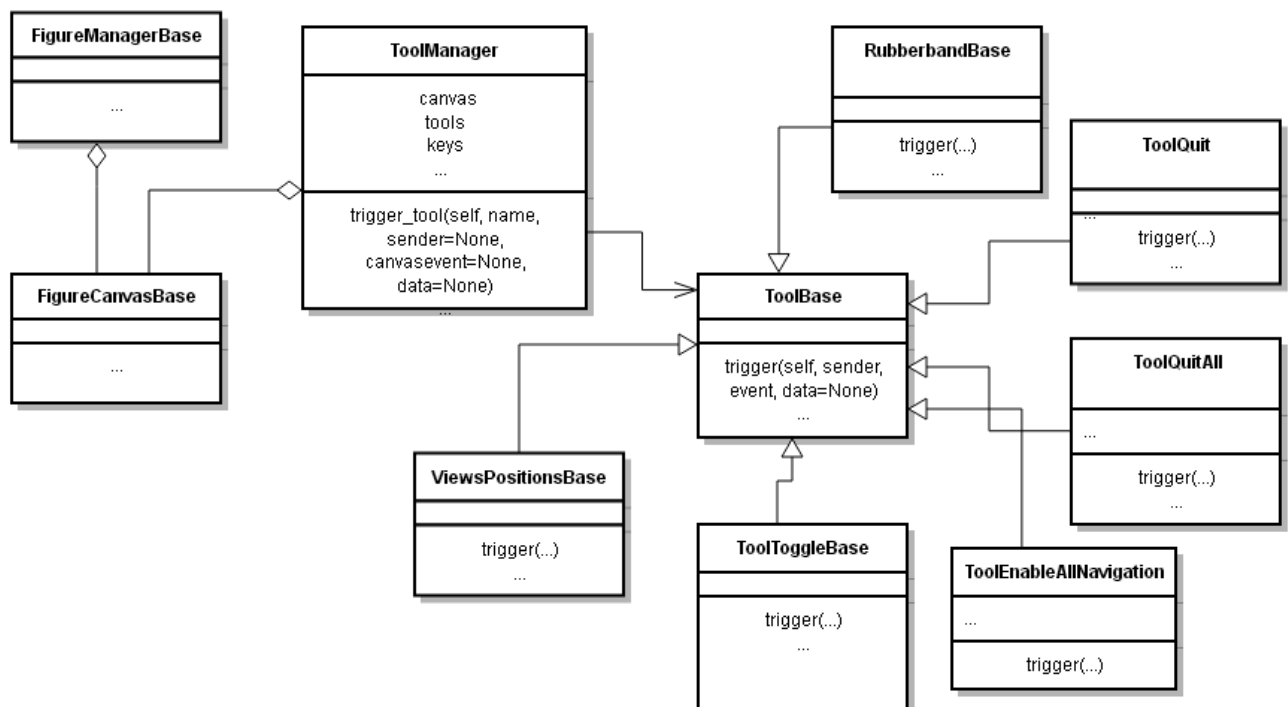 FigureManagerBase
...
ToolManager
canvas
tools
keys
...
trigger_tool(self, name,
sender=None,
canvasevent=None,
data=None)
...
FigureCanvasBase
...
RubberbandBase
trigger(...)
...
ToolQuit
...
trigger(...)
...
ToolBase
trigger(self, sender,
event, data=None)
...
ToolQuitAll
...
trigger(...)
...
ViewsPositionsBase
trigger(...)
...
ToolToggleBase
trigger(...)
...
ToolEnableAllNavigation
...
trigger(...)